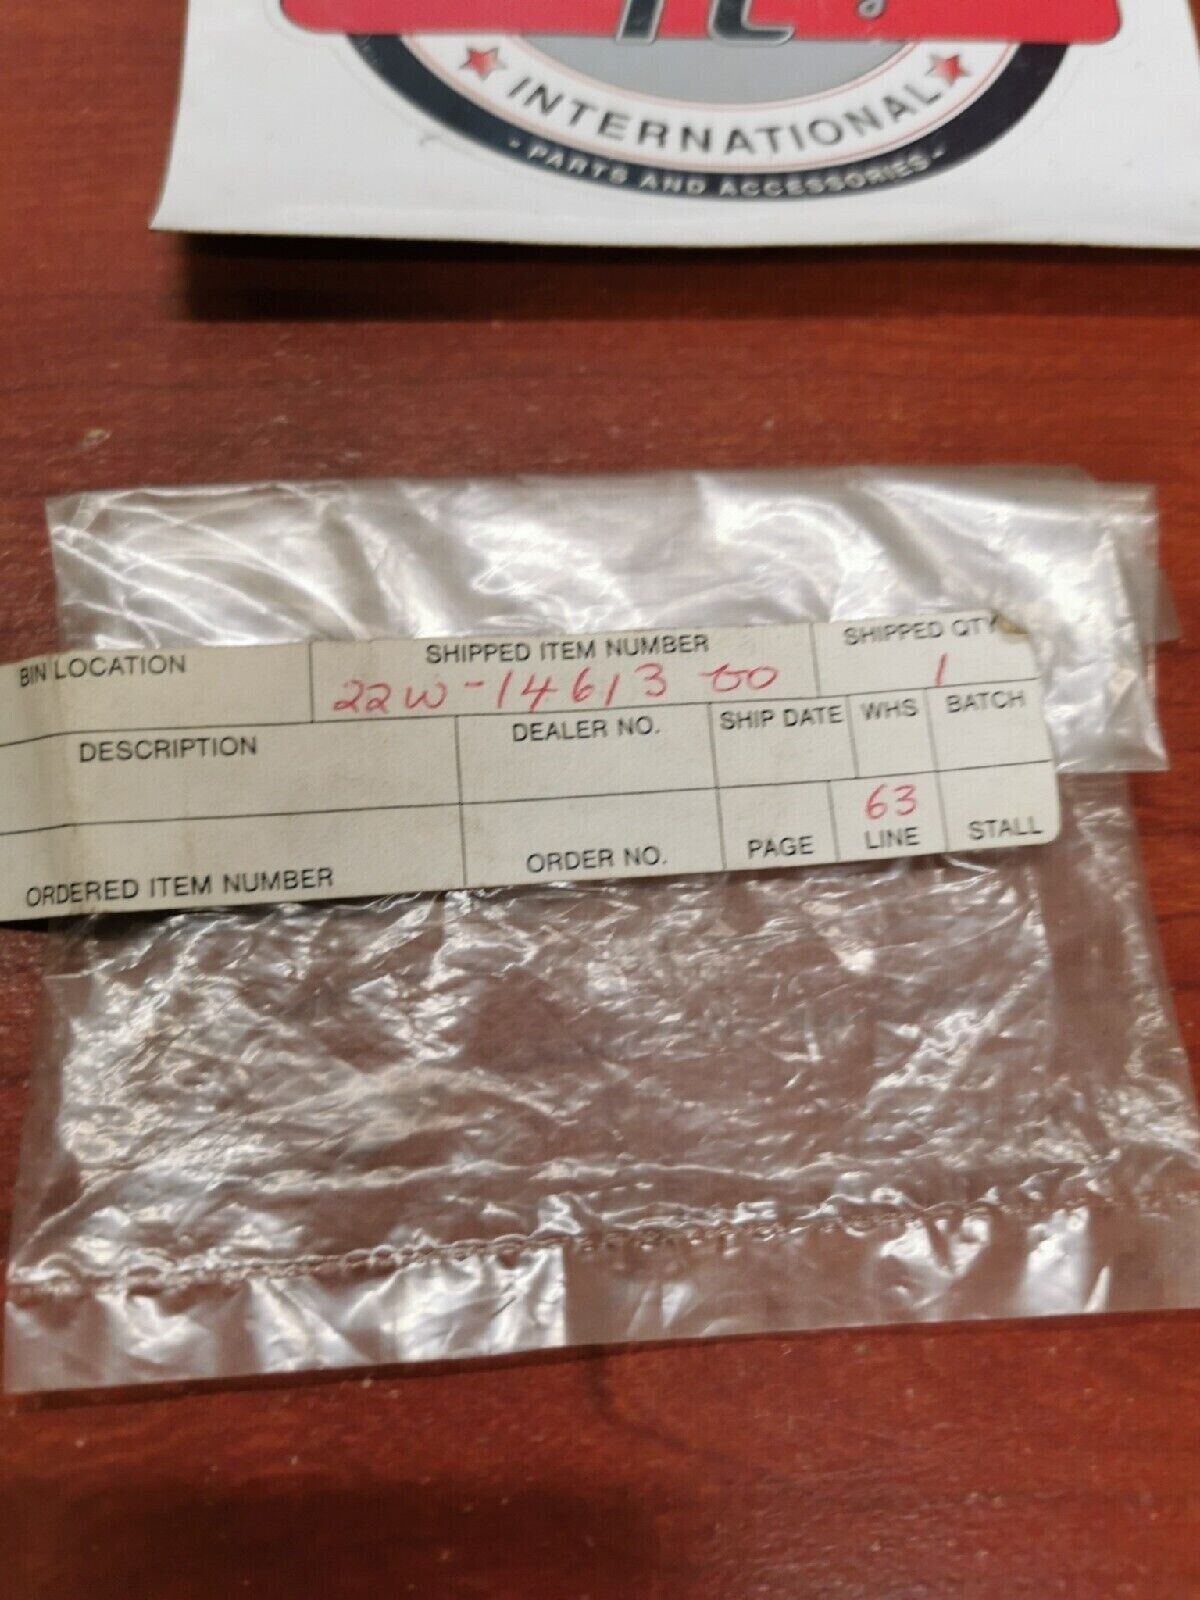 INTERNATIONAL
- PARTS AND ACCESSORIES -
BIN LOCATION SHIPPED ITEM NUMBER SHIPPED QTY
22W-14613 00 1
DESCRIPTION DEALER NO. SHIP DATE WHS BATCH
63
ORDERED ITEM NUMBER ORDER NO. PAGE LINE STALL